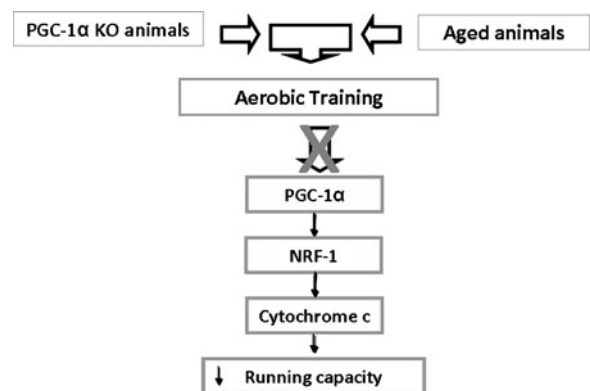 PGC-1α KO animals
Aged animals
Aerobic Training
PGC-1α
NRF-1
Cytochrome c
↓ Running capacity